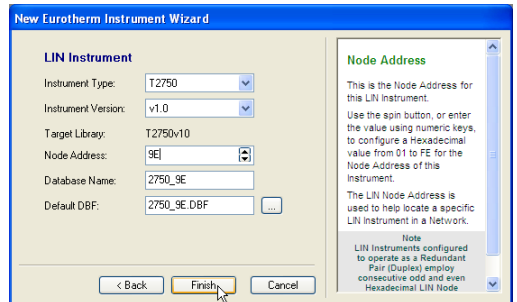 New Eurotherm Instrument Wizard
LIN Instrument
Instrument Type: T2750
Instrument Version: v1.0
Target Library: T2750v10
Node Address: 9E
Database Name: 2750_9E
Default DBF: 2750_9E.DBF ...
< Back Finish Cancel
Node Address
This is the Node Address for
this LIN Instrument.
Use the spin button, or enter
the value using numeric keys,
to configure a Hexadecimal
value from 01 to FE for the
Node Address of this
Instrument.
The LIN Node Address is
used to help locate a specific
LIN Instrument in a Network.
Note
LIN Instruments configured
to operate as a Redundant
Pair (Duplex) employ
consecutive odd and even
Hexadecimal LIN Node